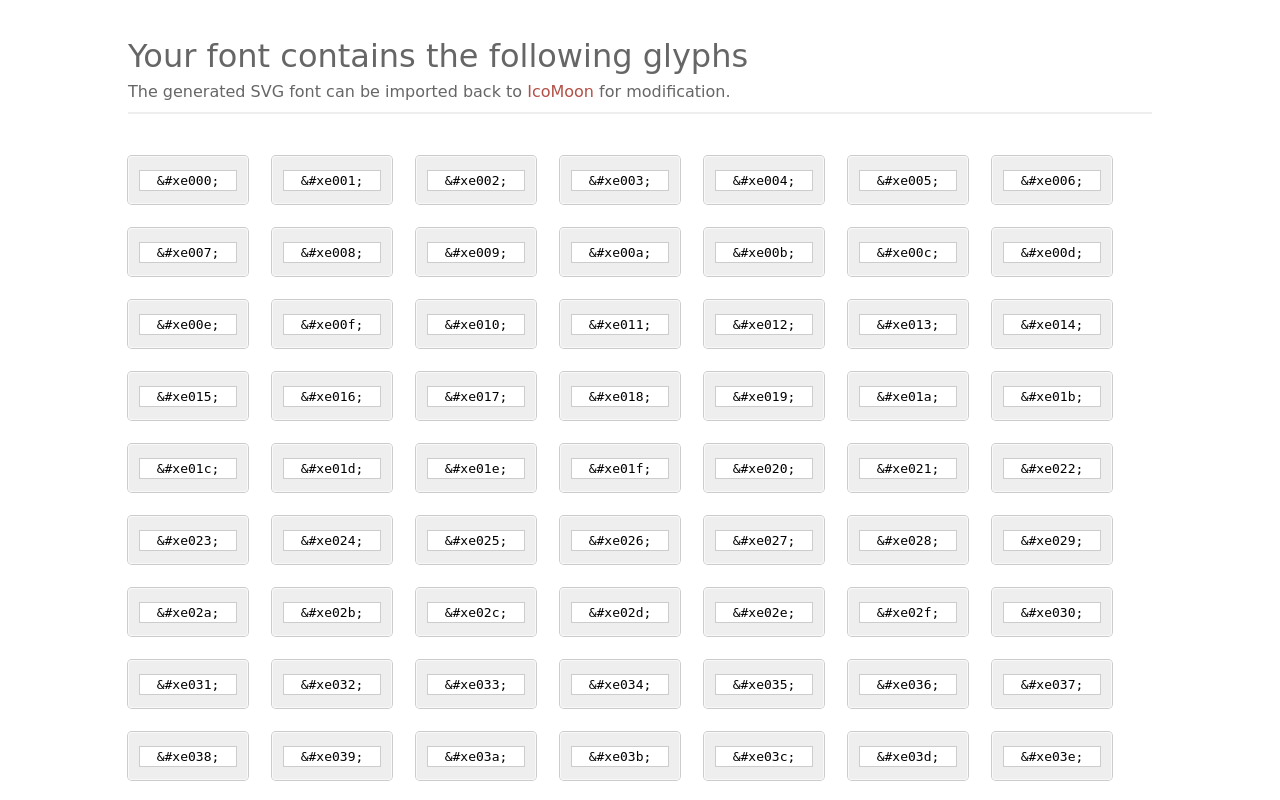 Your font contains the following glyphs
The generated SVG font can be imported back to IcoMoon for modification.
&#xe000; &#xe001; &#xe002; &#xe003; &#xe004; &#xe005; &#xe006;
&#xe007; &#xe008; &#xe009; &#xe00a; &#xe00b; &#xe00c; &#xe00d;
&#xe00e; &#xe00f; &#xe010; &#xe011; &#xe012; &#xe013; &#xe014;
&#xe015; &#xe016; &#xe017; &#xe018; &#xe019; &#xe01a; &#xe01b;
&#xe01c; &#xe01d; &#xe01e; &#xe01f; &#xe020; &#xe021; &#xe022;
&#xe023; &#xe024; &#xe025; &#xe026; &#xe027; &#xe028; &#xe029;
&#xe02a; &#xe02b; &#xe02c; &#xe02d; &#xe02e; &#xe02f; &#xe030;
&#xe031; &#xe032; &#xe033; &#xe034; &#xe035; &#xe036; &#xe037;
&#xe038; &#xe039; &#xe03a; &#xe03b; &#xe03c; &#xe03d; &#xe03e;